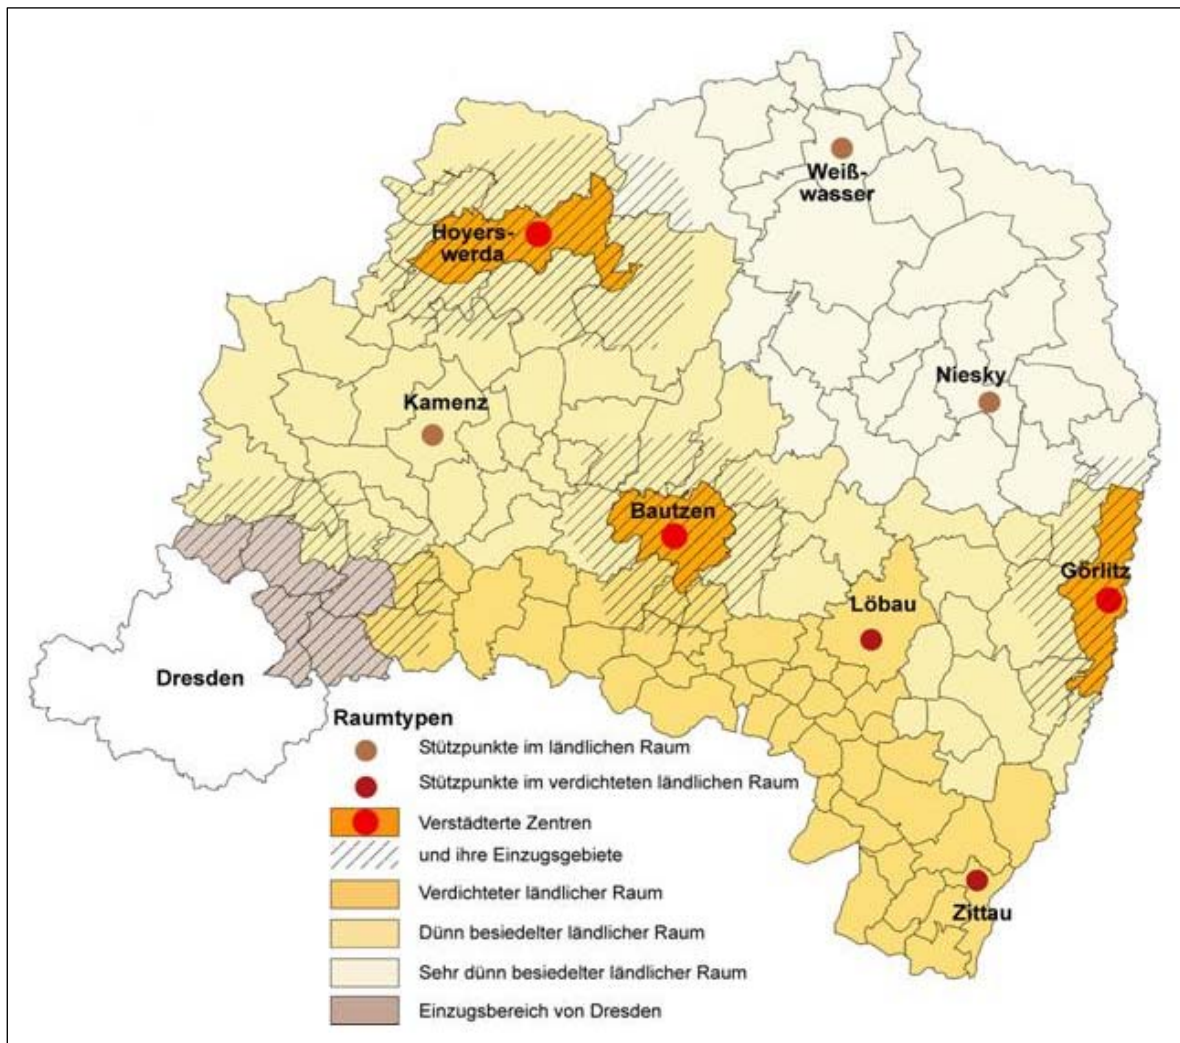 Weiß-
wasser
Hoyers-
werda
Niesky
Kamenz
Bautzen
Görlitz
Löbau
Dresden
Zittau
Raumtypen
Stützpunkte im ländlichen Raum
Stützpunkte im verdichteten ländlichen Raum
Verstädterte Zentren
und ihre Einzugsgebiete
Verdichteter ländlicher Raum
Dünn besiedelter ländlicher Raum
Sehr dünn besiedelter ländlicher Raum
Einzugsbereich von Dresden